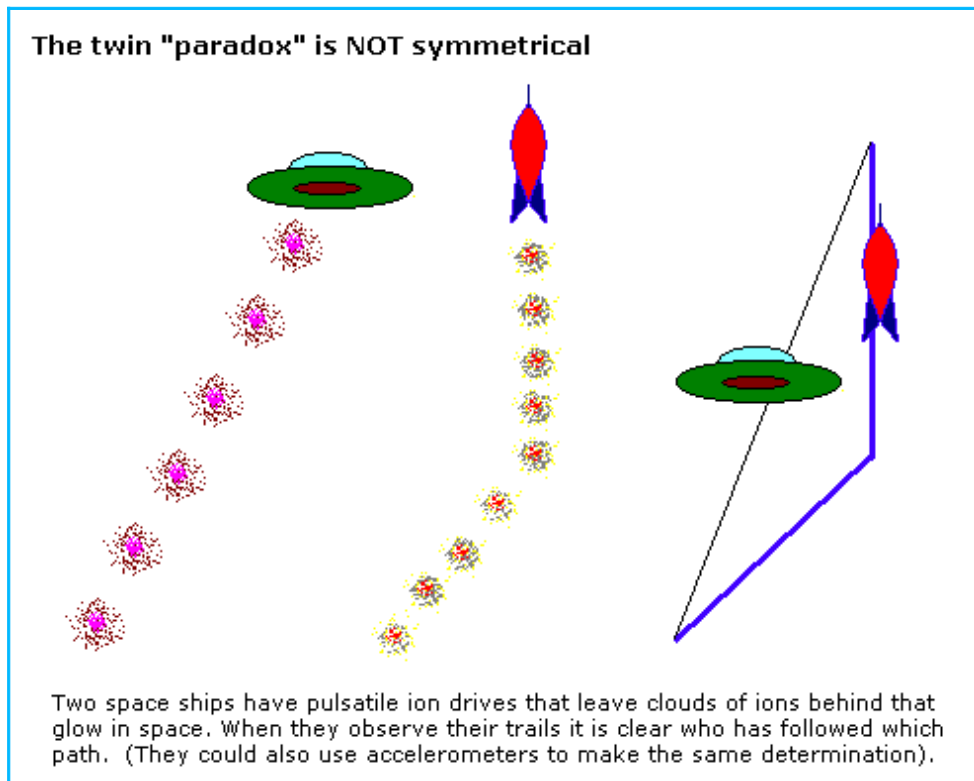 The twin "paradox" is NOT symmetrical
Two space ships have pulsatile ion drives that leave clouds of ions behind that
glow in space. When they observe their trails it is clear who has followed which
path. (They could also use accelerometers to make the same determination).